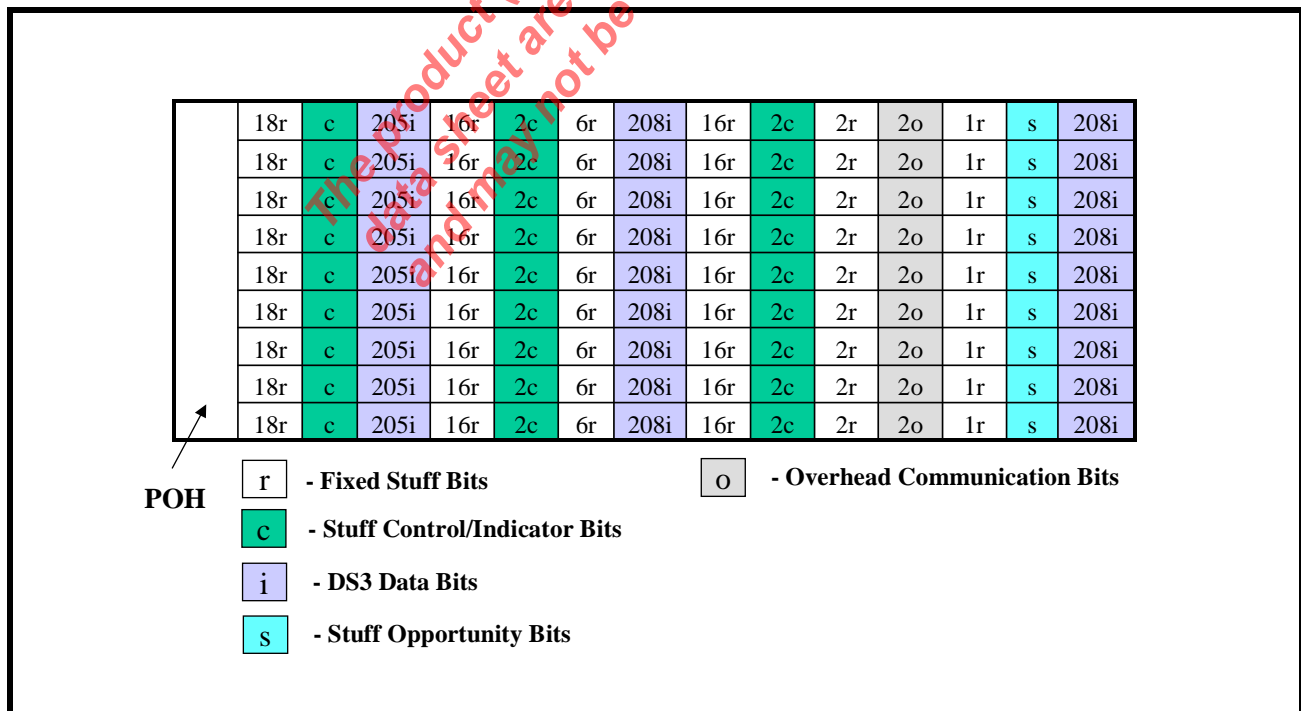 The product
data sheet are
and may not be
18r c 205i 16r 2c 6r 208i 16r 2c 2r 2o 1r s 208i
18r c 205i 16r 2c 6r 208i 16r 2c 2r 2o 1r s 208i
18r c 205i 16r 2c 6r 208i 16r 2c 2r 2o 1r s 208i
18r c 205i 16r 2c 6r 208i 16r 2c 2r 2o 1r s 208i
18r c 205i 16r 2c 6r 208i 16r 2c 2r 2o 1r s 208i
18r c 205i 16r 2c 6r 208i 16r 2c 2r 2o 1r s 208i
18r c 205i 16r 2c 6r 208i 16r 2c 2r 2o 1r s 208i
18r c 205i 16r 2c 6r 208i 16r 2c 2r 2o 1r s 208i
18r c 205i 16r 2c 6r 208i 16r 2c 2r 2o 1r s 208i
POH
r - Fixed Stuff Bits
o - Overhead Communication Bits
c - Stuff Control/Indicator Bits
i - DS3 Data Bits
s - Stuff Opportunity Bits